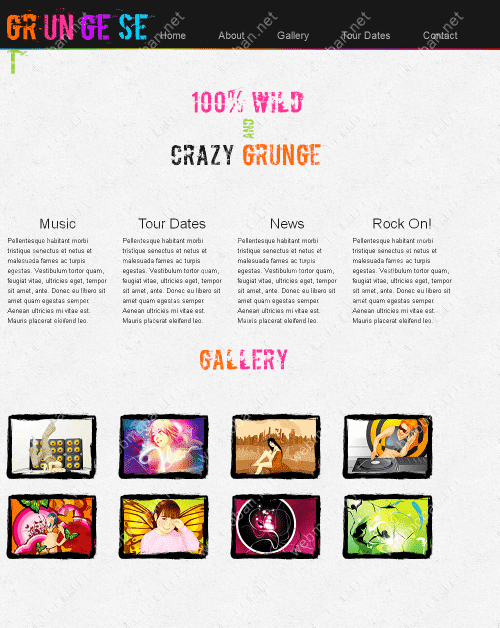 GRUNGE SE
T
Home About Gallery Tour Dates Contact
100% WILD
AND
CRAZY GRUNGE
Music
Pellentesque habitant morbi
tristique senectus et netus et
malesuada fames ac turpis
egestas. Vestibulum tortor quam,
feugiat vitae, ultricies eget, tempor
sit amet, ante. Donec eu libero sit
amet quam egestas semper.
Aenean ultricies mi vitae est.
Mauris placerat eleifend leo.
Tour Dates
Pellentesque habitant morbi
tristique senectus et netus et
malesuada fames ac turpis
egestas. Vestibulum tortor quam,
feugiat vitae, ultricies eget, tempor
sit amet, ante. Donec eu libero sit
amet quam egestas semper.
Aenean ultricies mi vitae est.
Mauris placerat eleifend leo.
News
Pellentesque habitant morbi
tristique senectus et netus et
malesuada fames ac turpis
egestas. Vestibulum tortor quam,
feugiat vitae, ultricies eget, tempor
sit amet, ante. Donec eu libero sit
amet quam egestas semper.
Aenean ultricies mi vitae est.
Mauris placerat eleifend leo.
Rock On!
Pellentesque habitant morbi
tristique senectus et netus et
malesuada fames ac turpis
egestas. Vestibulum tortor quam,
feugiat vitae, ultricies eget, tempor
sit amet, ante. Donec eu libero sit
amet quam egestas semper.
Aenean ultricies mi vitae est.
Mauris placerat eleifend leo.
GALLERY